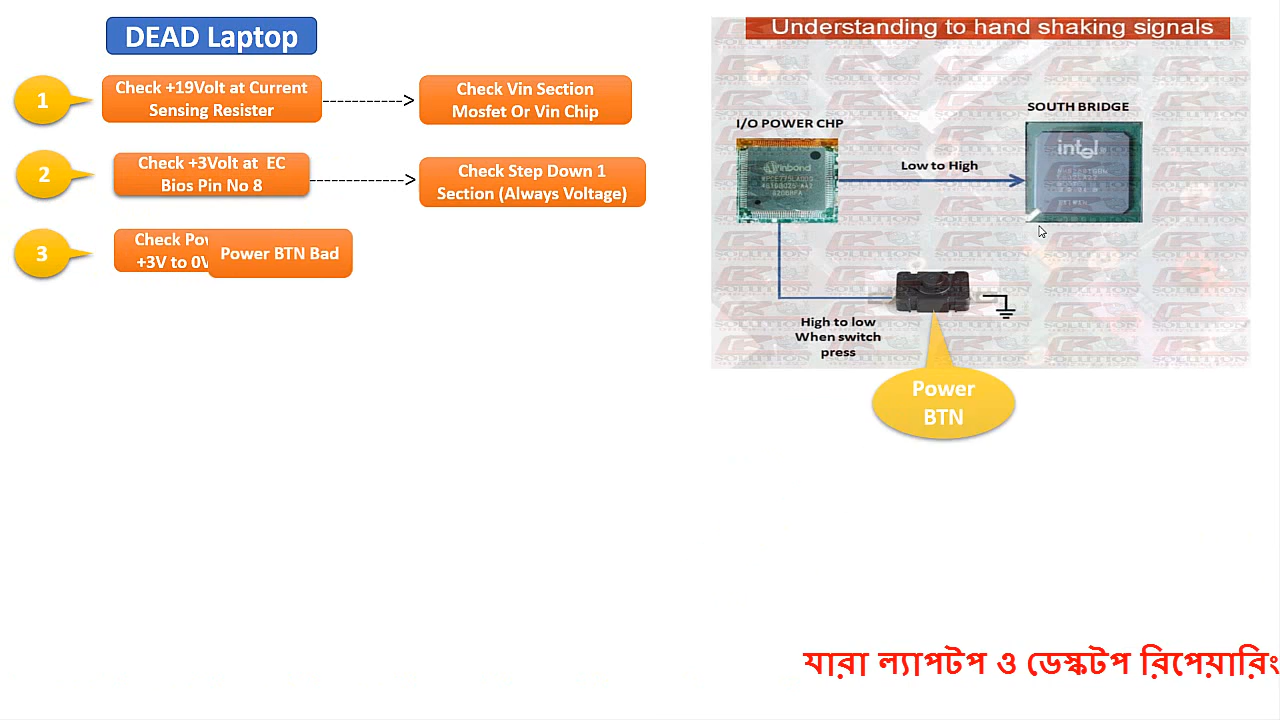 DEAD Laptop
1
Check +19Volt at Current
Sensing Resister
Check Vin Section
Mosfet Or Vin Chip
2
Check +3Volt at EC
Bios Pin No 8
Check Step Down 1
Section (Always Voltage)
3
Check
+3V to 0V
Power BTN Bad
Understanding to hand shaking signals
I/O POWER CHP
SOUTH BRIDGE
winbond
intel
Low to High
High to low
When switch
press
Power
BTN
যারা ল্যাপটপ ও ডেস্কটপ রিপেয়ারিং